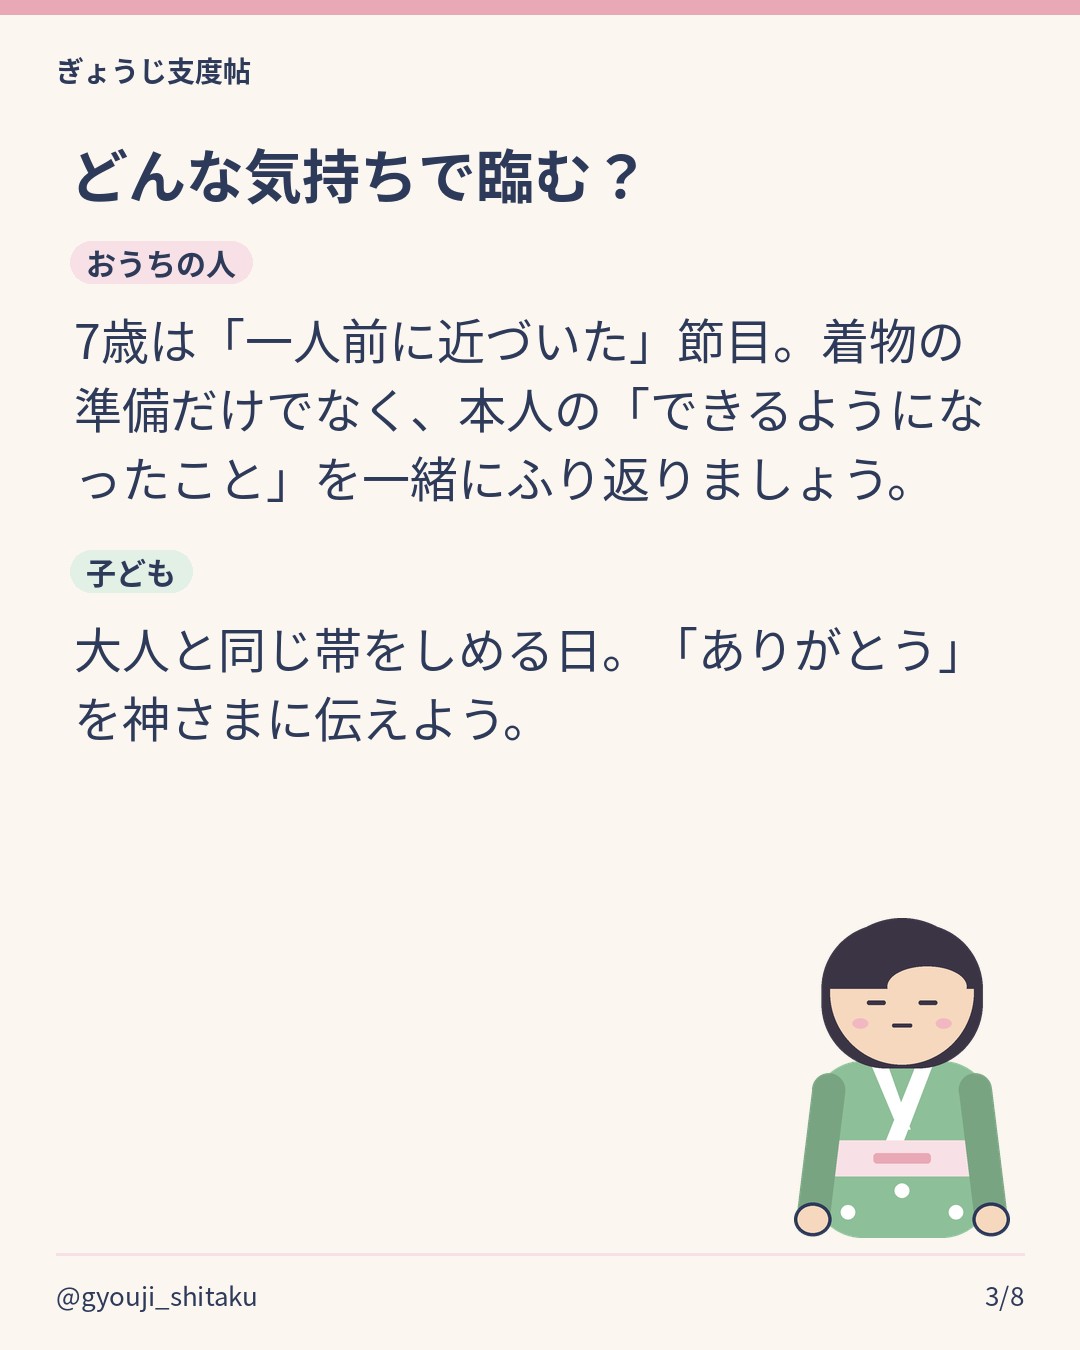 ぎょうじ支度帖
どんな気持ちで臨む？
おうちの人
7歳は「一人前に近づいた」節目。着物の
準備だけでなく、本人の「できるようにな
ったこと」を一緒にふり返りましょう。
子ども
大人と同じ帯をしめる日。「ありがとう」
を神さまに伝えよう。
@gyouji_shitaku
3/8